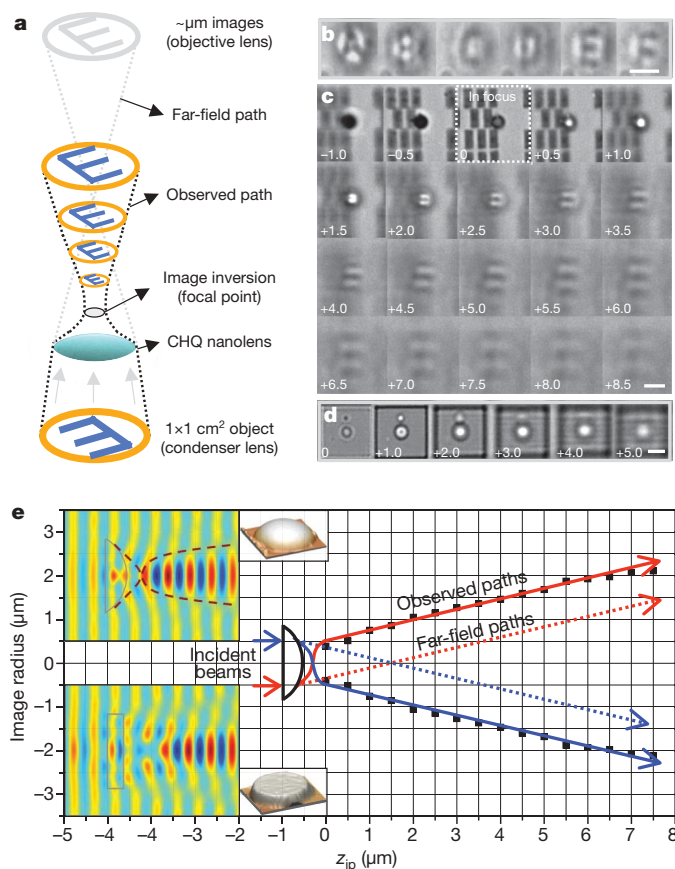 a
~μm images
(objective lens)
Far-field path
Observed path
Image inversion
(focal point)
CHQ nanolens
1×1 cm² object
(condenser lens)
b
c
In focus
−1.0
−0.5
0
+0.5
+1.0
+1.5
+2.0
+2.5
+3.0
+3.5
+4.0
+4.5
+5.0
+5.5
+6.0
+6.5
+7.0
+7.5
+8.0
+8.5
d
0
+1.0
+2.0
+3.0
+4.0
+5.0
e
Image radius (μm)
3
2
1
0
−1
−2
−3
Incident
beams
Observed paths
Far-field paths
−5
−4
−3
−2
−1
0
1
2
3
4
5
6
7
8
z_ip (μm)